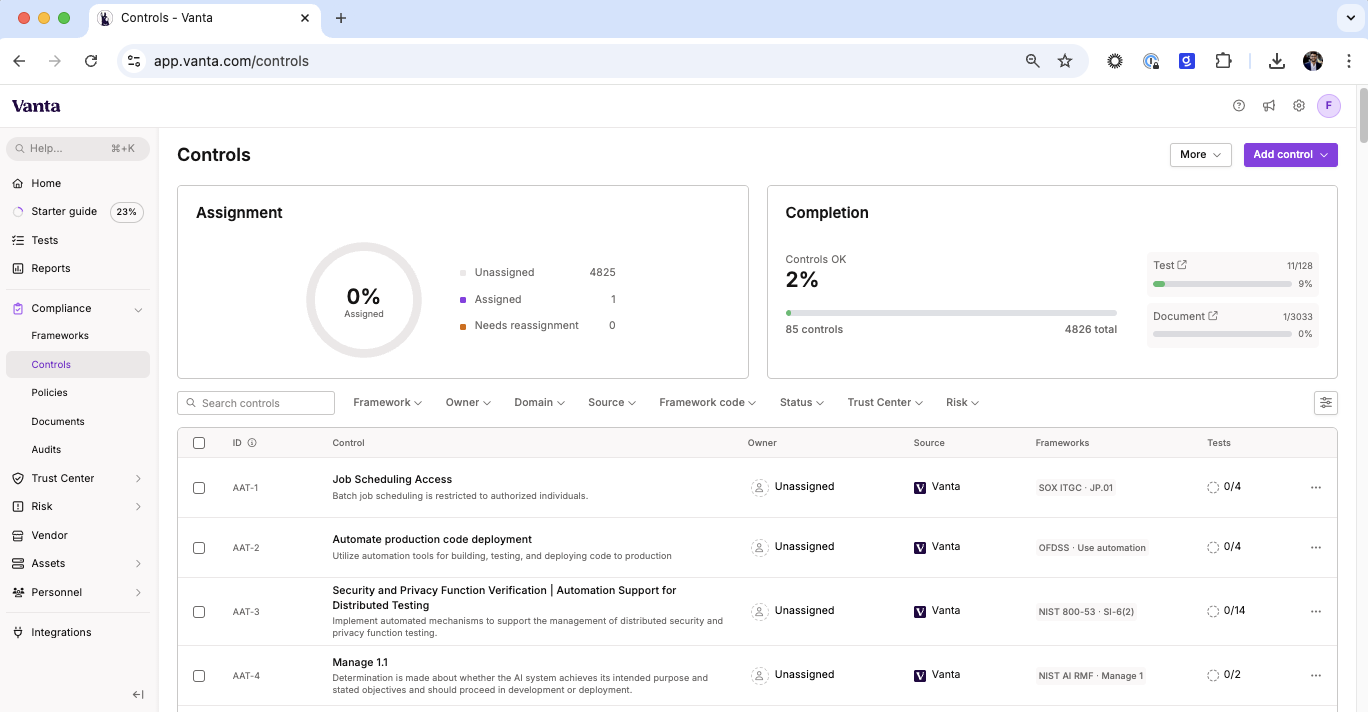 Controls - Vanta
app.vanta.com/controls
Vanta
F
Help...
⌘+K
Home
Starter guide
23%
Tests
Reports
Compliance
Frameworks
Controls
Policies
Documents
Audits
Trust Center
Risk
Vendor
Assets
Personnel
Integrations
Controls
More
Add control
Assignment
0%
Assigned
Unassigned 4825
Assigned 1
Needs reassignment 0
Completion
Controls OK
2%
85 controls
4826 total
Test
11/128
9%
Document
1/3033
0%
Search controls
Framework
Owner
Domain
Source
Framework code
Status
Trust Center
Risk
ID
Control
Owner
Source
Frameworks
Tests
AAT-1
Job Scheduling Access
Batch job scheduling is restricted to authorized individuals.
Unassigned
V
Vanta
SOX ITGC · JP.01
0/4
AAT-2
Automate production code deployment
Utilize automation tools for building, testing, and deploying code to production
Unassigned
V
Vanta
OFDSS · Use automation
0/4
AAT-3
Security and Privacy Function Verification | Automation Support for
Distributed Testing
Implement automated mechanisms to support the management of distributed security and
privacy function testing.
Unassigned
V
Vanta
NIST 800-53 · SI-6(2)
0/14
AAT-4
Manage 1.1
Determination is made about whether the AI system achieves its intended purpose and
stated objectives and should proceed in development or deployment.
Unassigned
V
Vanta
NIST AI RMF · Manage 1
0/2